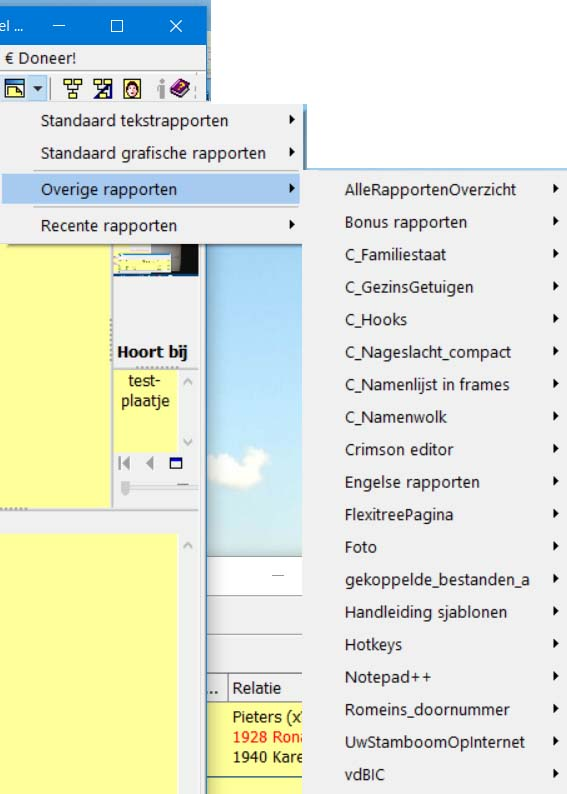 el ...
€ Doneer!
Standaard tekstrapporten
Standaard grafische rapporten
Overige rapporten
Recente rapporten
AlleRapportenOverzicht
Bonus rapporten
C_Familiestaat
C_GezinsGetuigen
C_Hooks
C_Nageslacht_compact
C_Namenlijst in frames
C_Namenwolk
Crimson editor
Engelse rapporten
FlexitreePagina
Foto
gekoppelde_bestanden_a
Handleiding sjablonen
Hotkeys
Notepad++
Romeins_doornummer
UwStamboomOpInternet
vdBIC
Hoort bij
test-
plaatje
... Relatie
Pieters (x
1928 Rona
1940 Kare